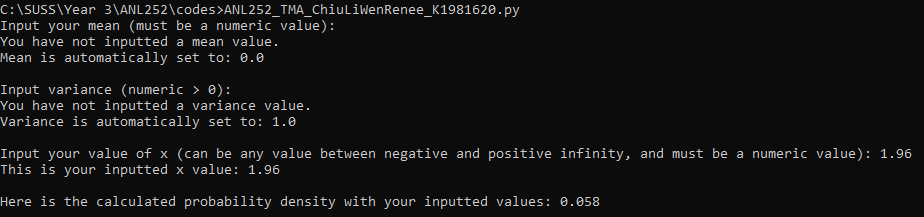 C:\SUSS\Year 3\ANL252\codes>ANL252_TMA_ChiuLiWenRenee_K1981620.py
Input your mean (must be a numeric value):
You have not inputted a mean value.
Mean is automatically set to: 0.0
Input variance (numeric > 0):
You have not inputted a variance value.
Variance is automatically set to: 1.0
Input your value of x (can be any value between negative and positive infinity, and must be a numeric value): 1.96
This is your inputted x value: 1.96
Here is the calculated probability density with your inputted values: 0.058